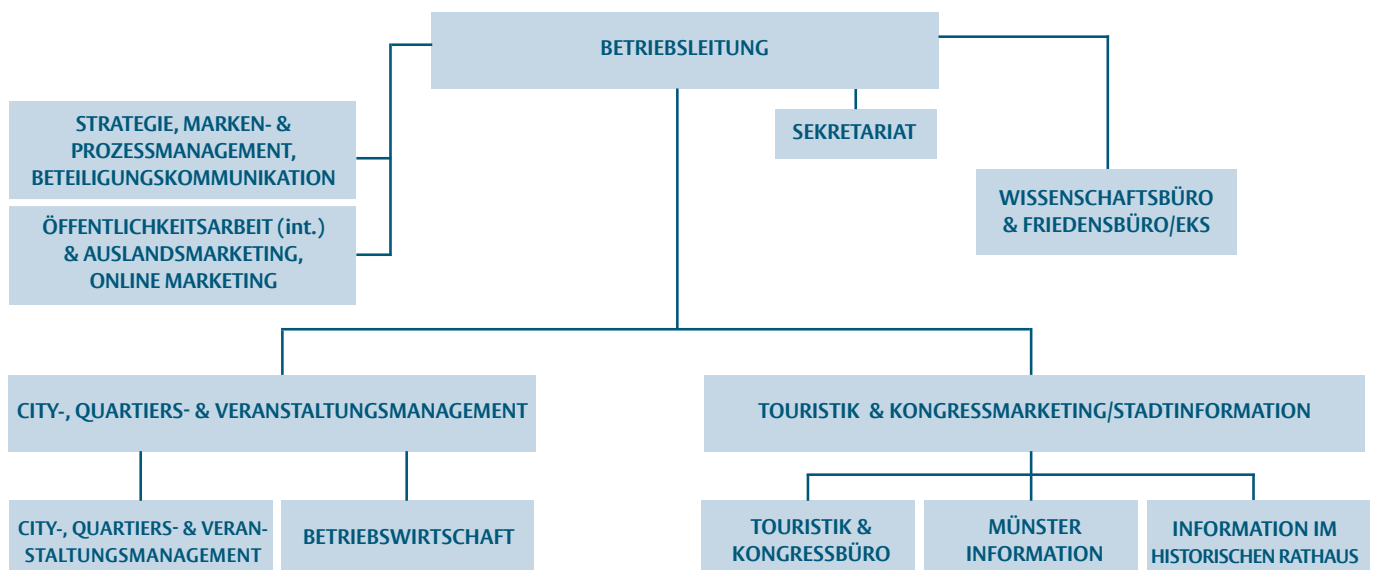 BETRIEBSLEITUNG
STRATEGIE, MARKEN- &
PROZESSMANAGEMENT,
BETEILIGUNGSKOMMUNIKATION
SEKRETARIAT
WISSENSCHAFTSBÜRO
& FRIEDENSBÜRO/EKS
ÖFFENTLICHKEITSARBEIT (int.)
& AUSLANDSMARKETING,
ONLINE MARKETING
CITY-, QUARTIERS- & VERANSTALTUNGSMANAGEMENT
TOURISTIK & KONGRESSMARKETING/STADTINFORMATION
CITY-, QUARTIERS- & VERAN-
STALTUNGSMANAGEMENT
BETRIEBSWIRTSCHAFT
TOURISTIK &
KONGRESSBÜRO
MÜNSTER
INFORMATION
INFORMATION IM
HISTORISCHEN RATHAUS